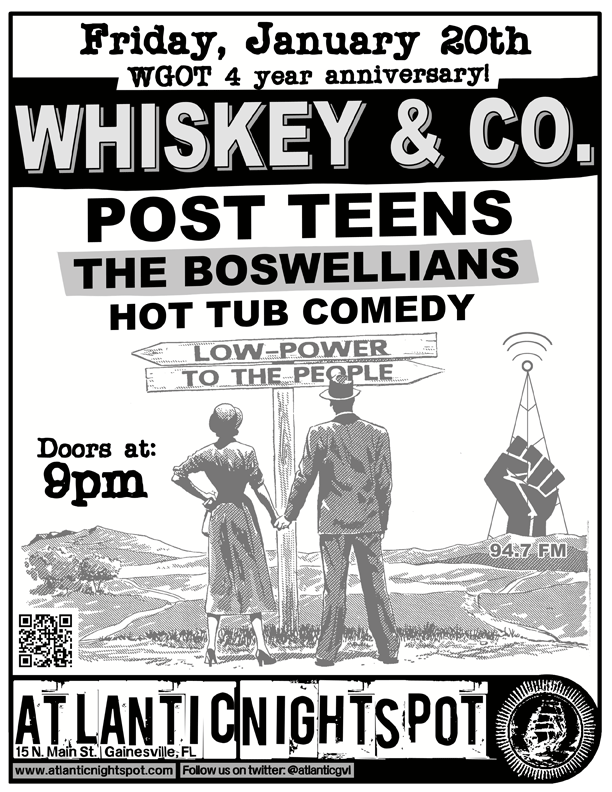 Friday, January 20th
WGOT 4 year anniversary!
WHISKEY & CO.
POST TEENS
THE BOSWELLIANS
HOT TUB COMEDY
LOW-POWER
TO THE PEOPLE
Doors at:
9pm
94.7 FM
ATLANTIC NIGHTSPOT
15 N. Main St. Gainesville, FL
www.atlanticnightspot.com Follow us on twitter: @atlanticgvl